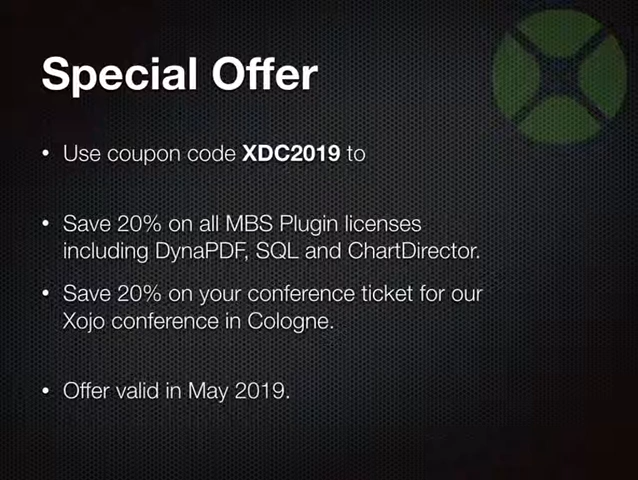 Special Offer
• Use coupon code XDC2019 to
• Save 20% on all MBS Plugin licenses
including DynaPDF, SQL and ChartDirector.
• Save 20% on your conference ticket for our
Xojo conference in Cologne.
• Offer valid in May 2019.